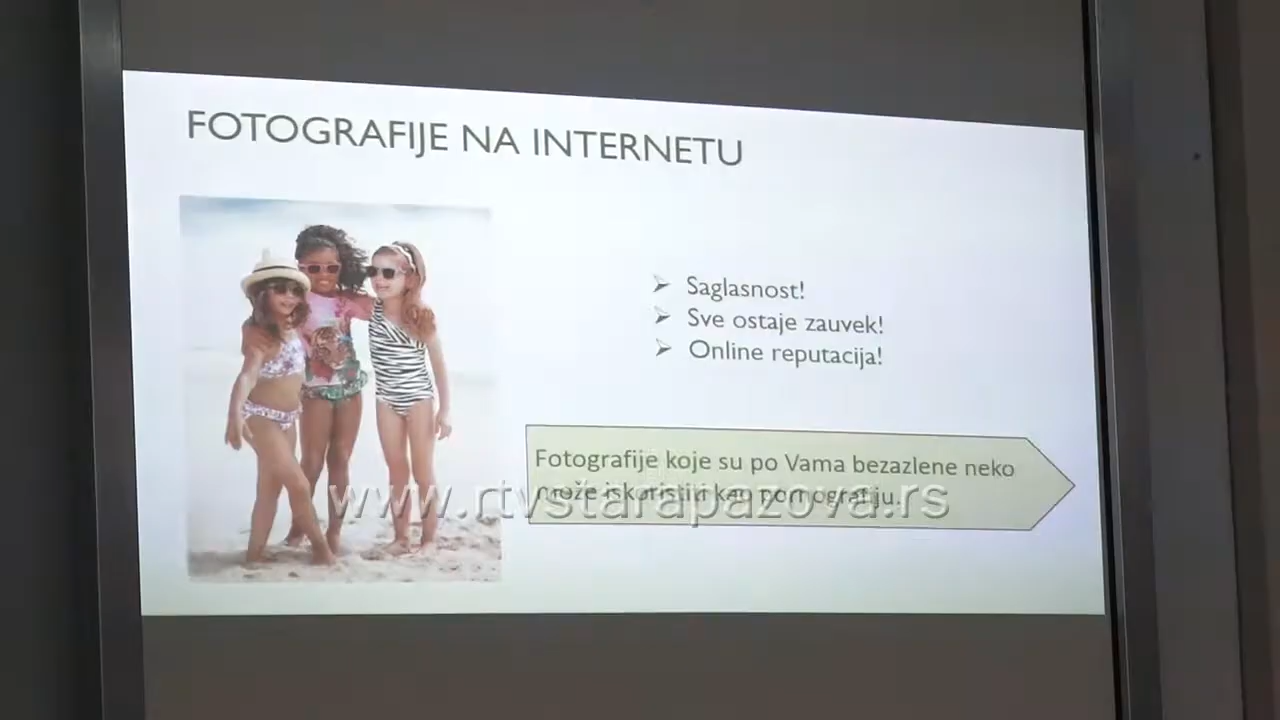 FOTOGRAFIJE NA INTERNETU
Saglasnost!
Sve ostaje zauvek!
Online reputacija!
Fotografije koje su po Vama bezazlene neko
može iskoristiti kao pornografiju.
www.rtvstarapazova.rs